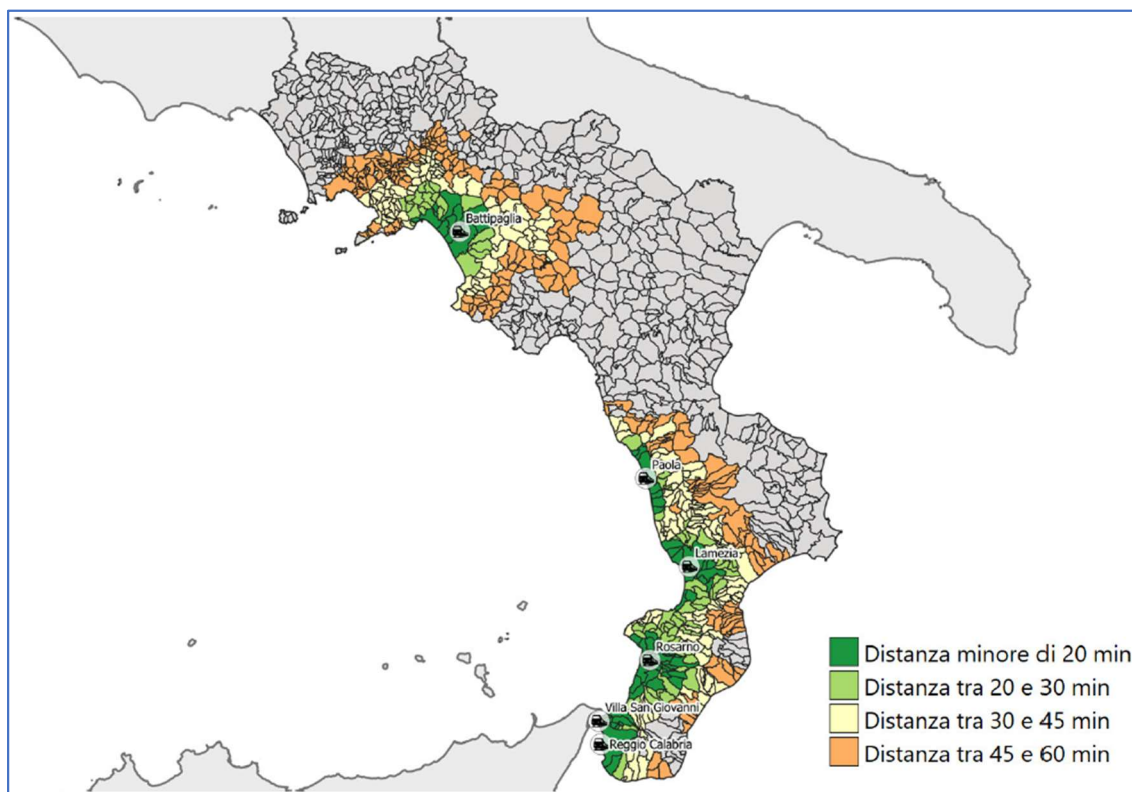 Battipaglia
Paola
Lamezia
Rosarno
Villa San Giovanni
Reggio Calabria
Distanza minore di 20 min
Distanza tra 20 e 30 min
Distanza tra 30 e 45 min
Distanza tra 45 e 60 min